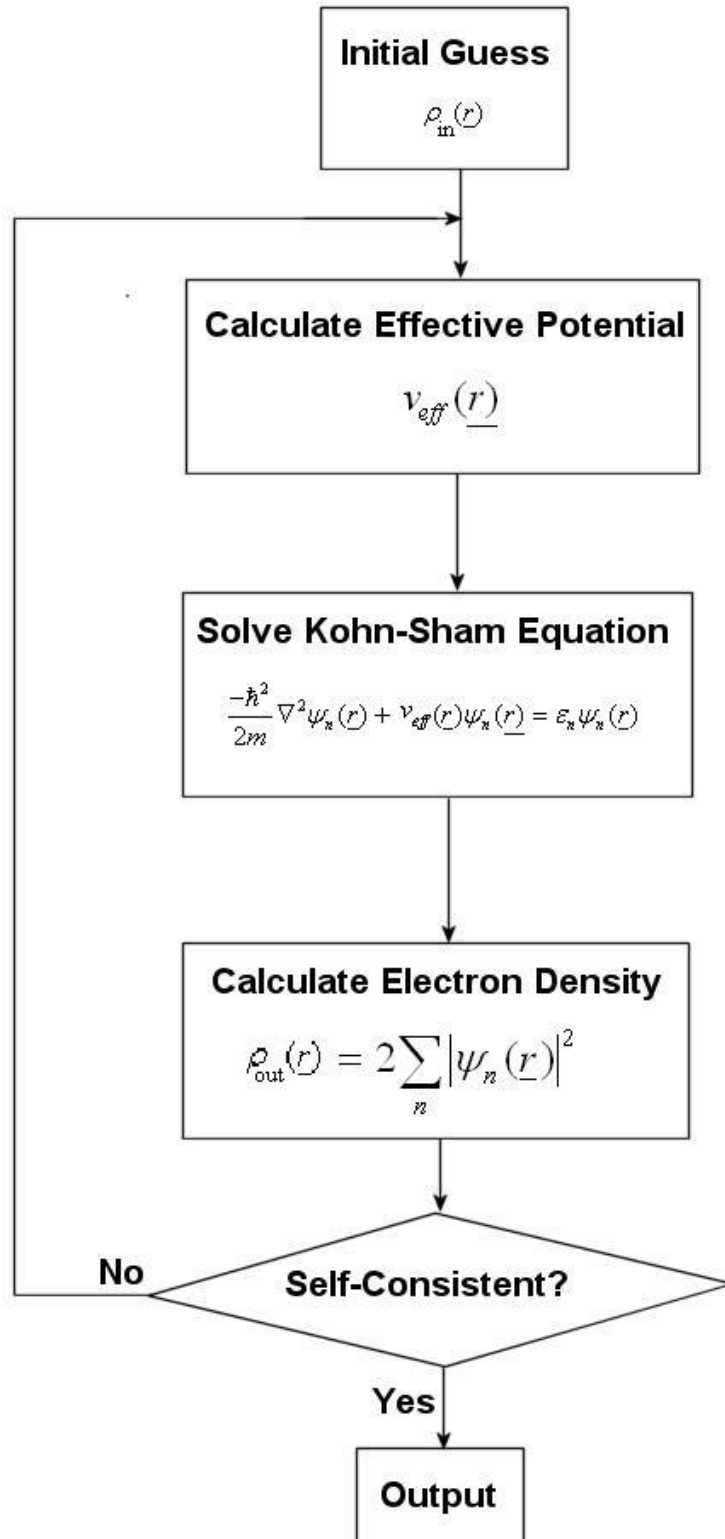 Initial Guess
ρin(r)
Calculate Effective Potential
veff(r)
Solve Kohn-Sham Equation
-ħ²/2m ∇²ψn(r) + veff(r)ψn(r) = εnψn(r)
Calculate Electron Density
ρout(r) = 2∑n|ψn(r)|²
Self-Consistent?
No
Yes
Output